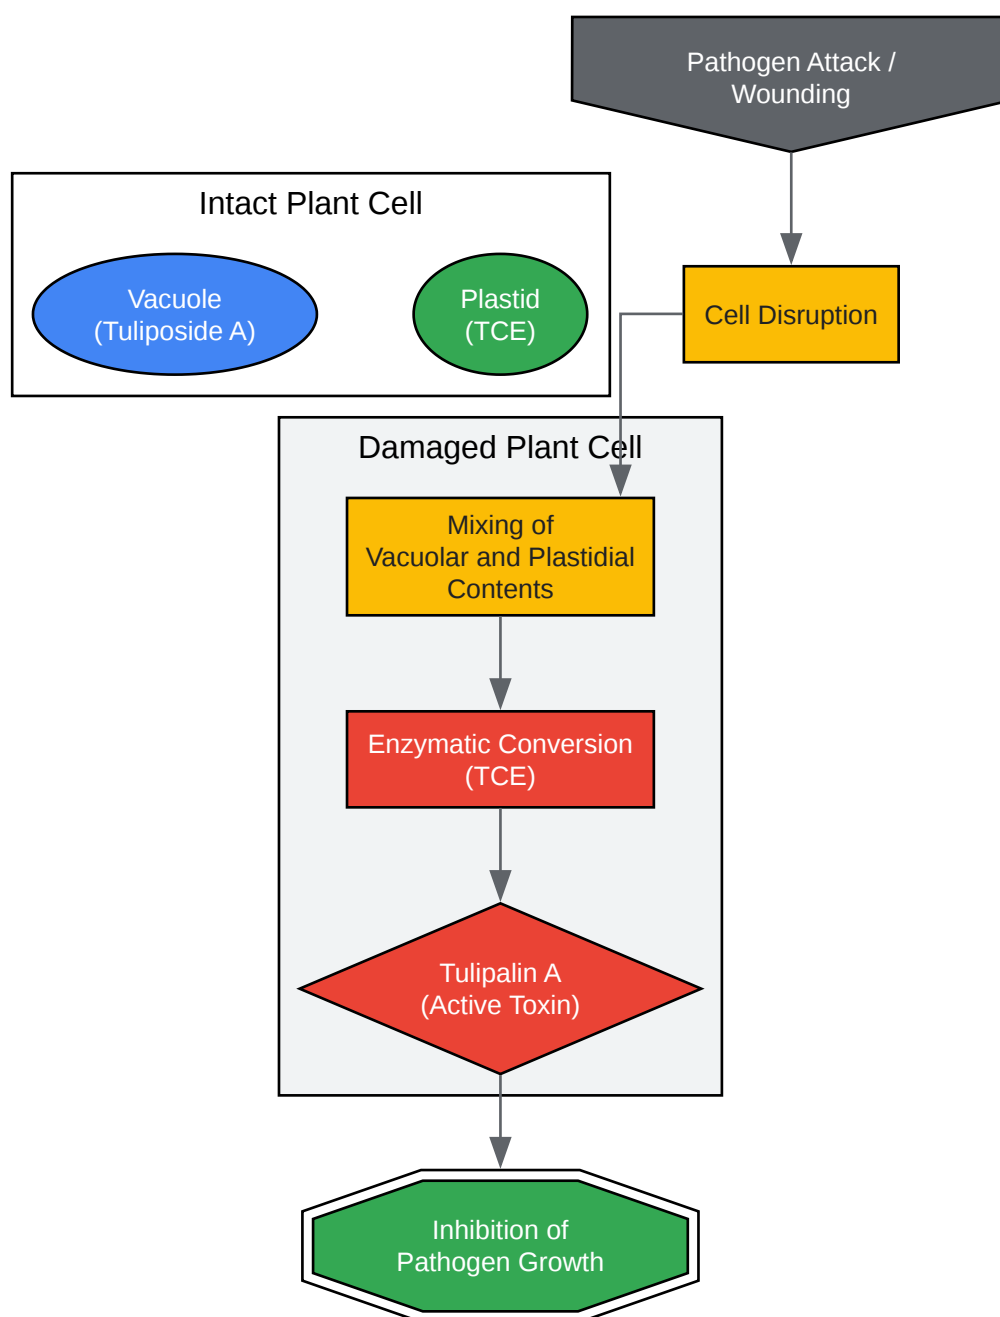 Pathogen Attack /
Wounding
Intact Plant Cell
Vacuole
(Tuliposide A)
Plastid
(TCE)
Cell Disruption
Damaged Plant Cell
Mixing of
Vacuolar and Plastidial
Contents
Enzymatic Conversion
(TCE)
Tulipalin A
(Active Toxin)
Inhibition of
Pathogen Growth